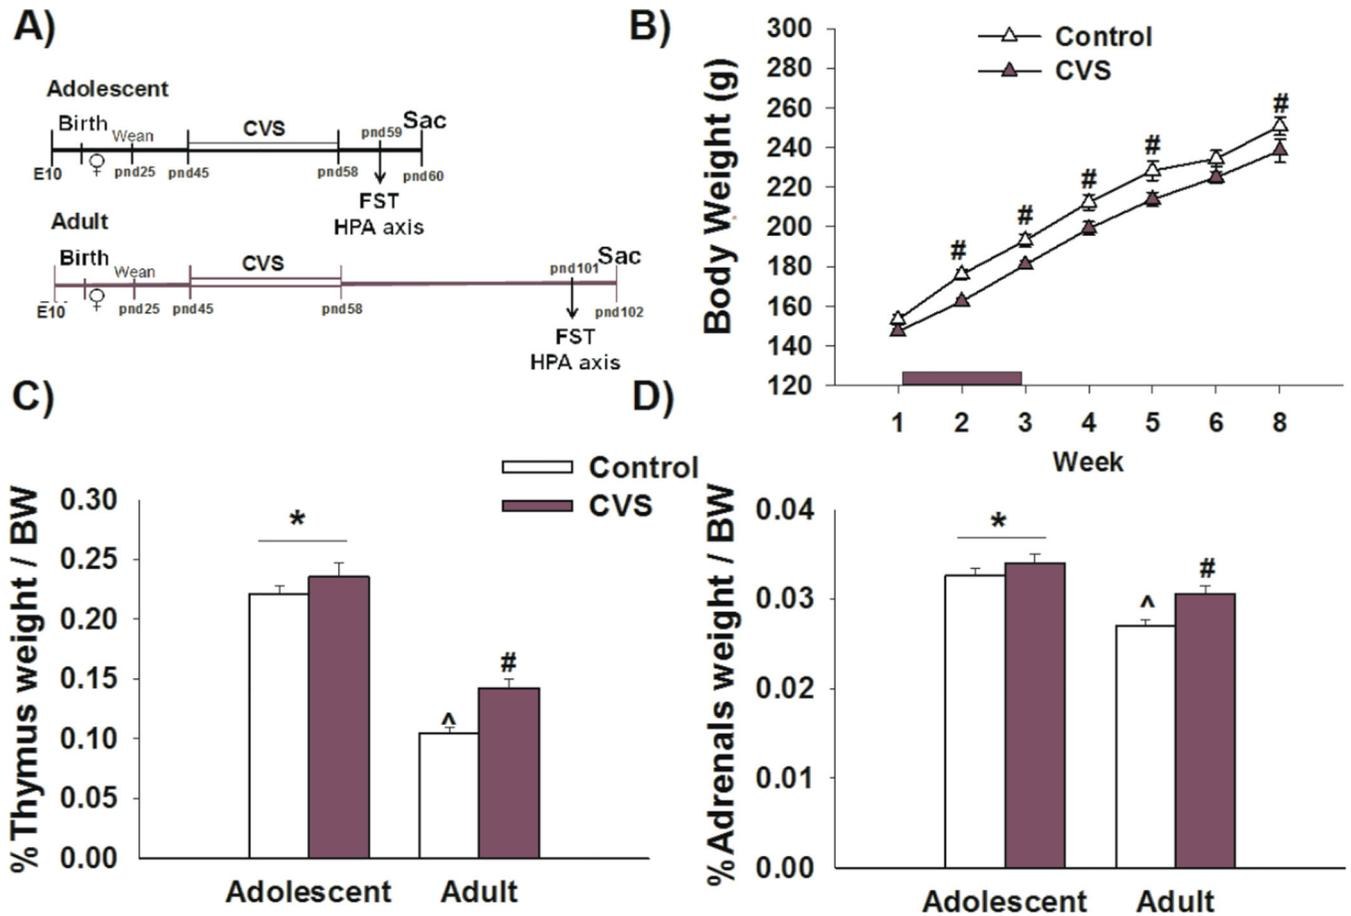 A)
Adolescent
Birth
Wean
CVS
pnd59
Sac
E10
♀
pnd25
pnd45
pnd58
pnd60
FST
HPA axis
Adult
Birth
Wean
CVS
pnd101
Sac
E10
♀
pnd25
pnd45
pnd58
pnd102
FST
HPA axis
B)
Control
CVS
Body Weight (g)
300
280
260
240
220
200
180
160
140
120
#
#
#
#
#
1
2
3
4
5
6
8
Week
C)
Control
CVS
% Thymus weight / BW
0.30
0.25
0.20
0.15
0.10
0.05
0.00
*
^
#
Adolescent
Adult
D)
% Adrenals weight / BW
0.04
0.03
0.02
0.01
0.00
*
^
#
Adolescent
Adult